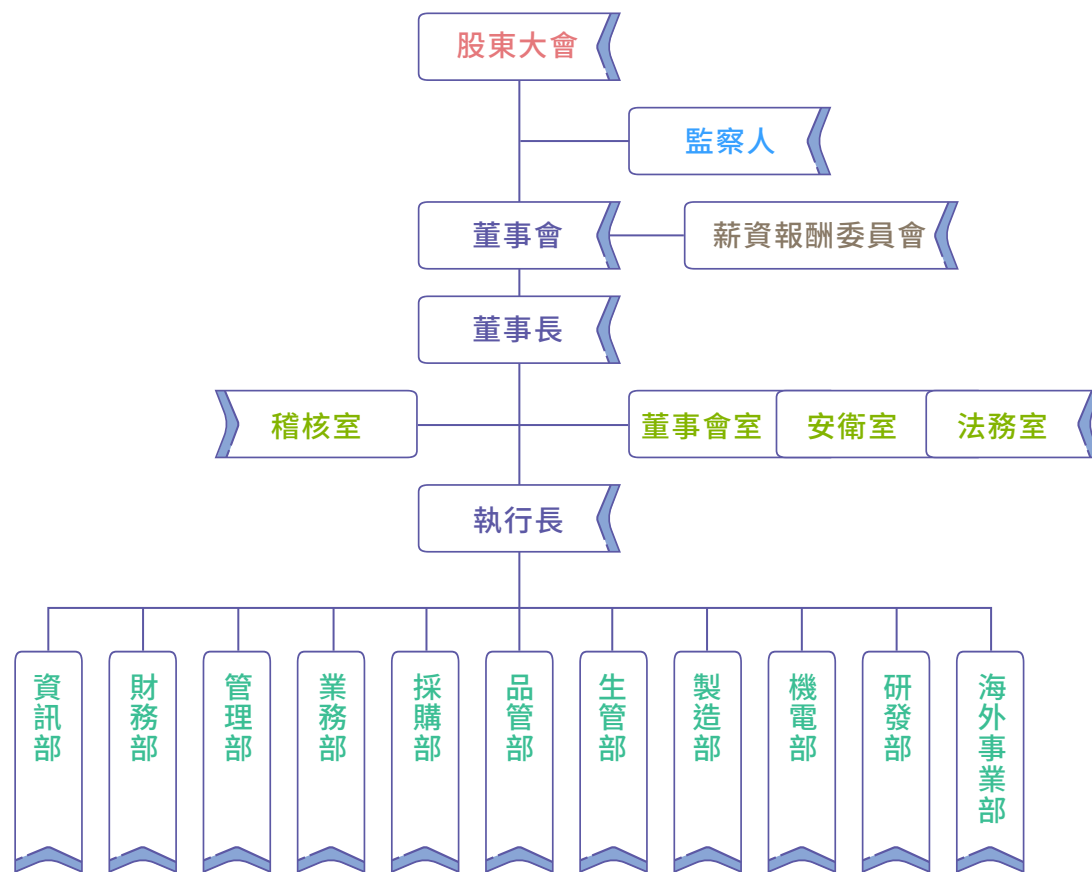 股東大會
監察人
董事會
薪資報酬委員會
董事長
稽核室
董事會室
安衛室
法務室
執行長
資訊部
財務部
管理部
業務部
採購部
品管部
生管部
製造部
機電部
研發部
海外事業部